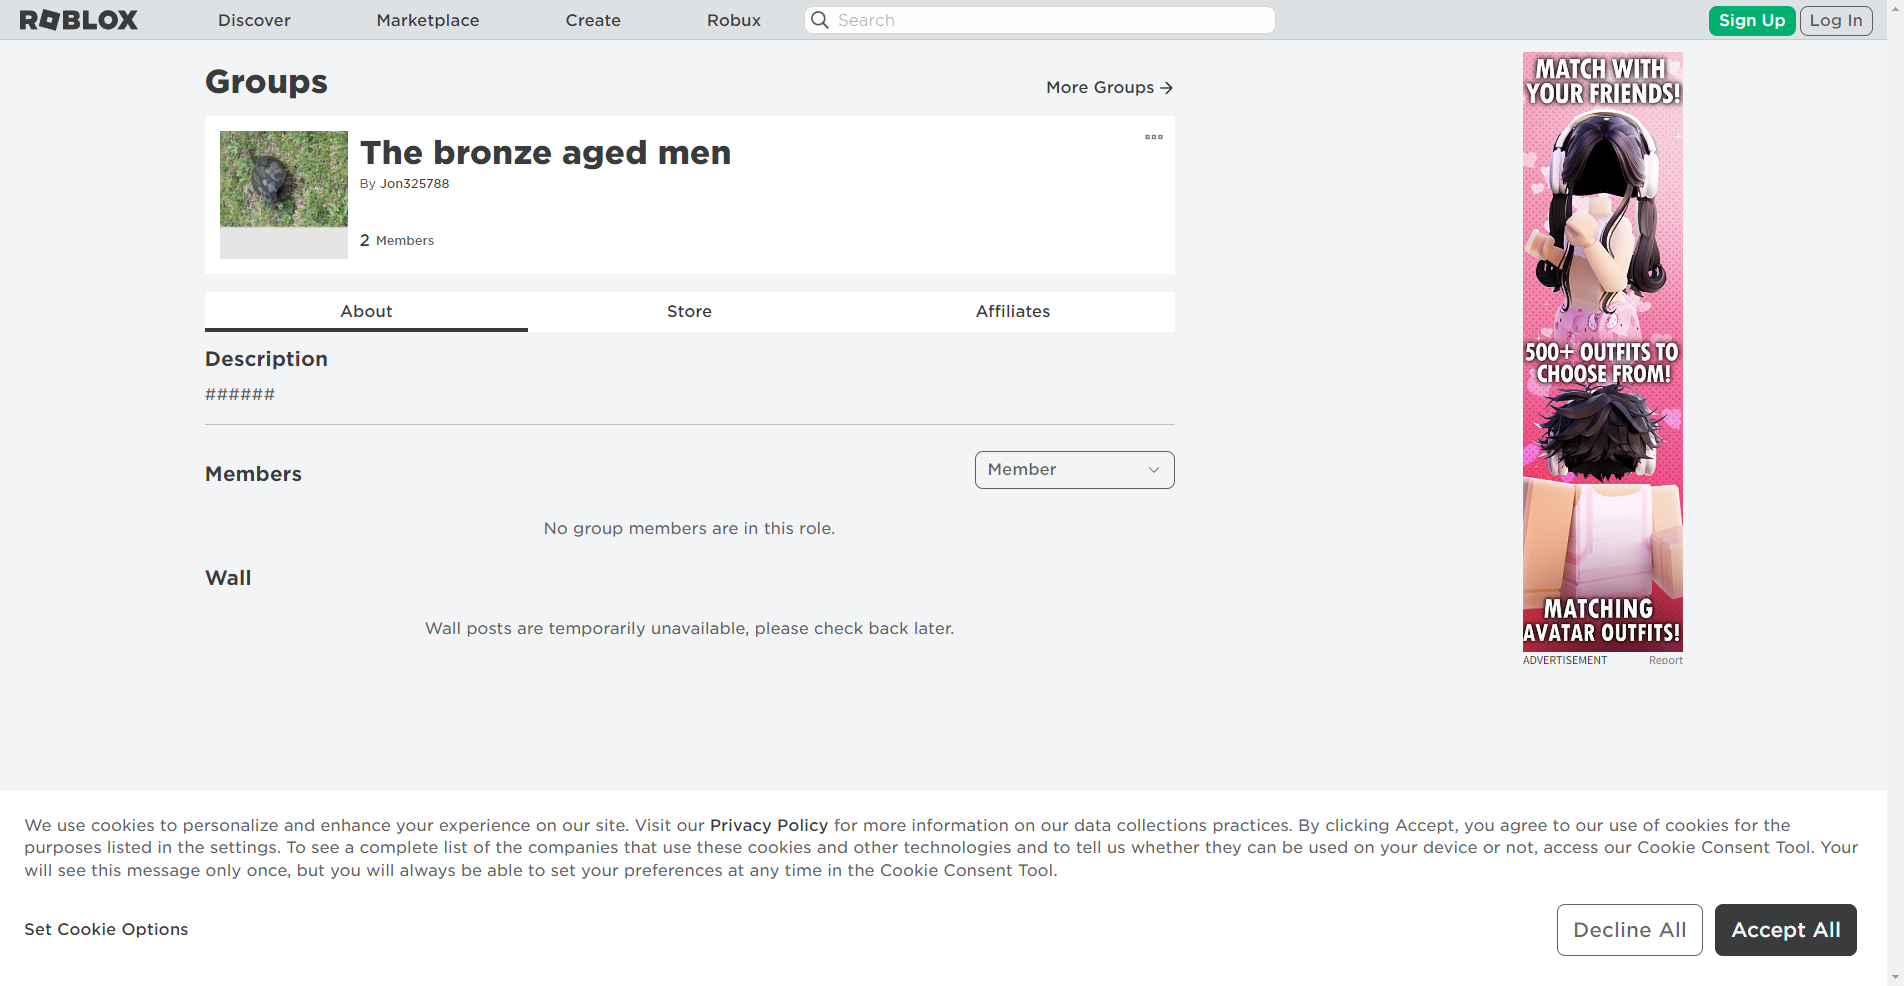 ROBLOX
Discover
Marketplace
Create
Robux
Search
Sign Up
Log In
Groups
More Groups
The bronze aged men
By Jon325788
2 Members
About
Store
Affiliates
Description
######
Members
Member
No group members are in this role.
Wall
Wall posts are temporarily unavailable, please check back later.
MATCH WITH
YOUR FRIENDS!
500+ OUTFITS TO
CHOOSE FROM!
MATCHING
AVATAR OUTFITS!
ADVERTISEMENT
Report
We use cookies to personalize and enhance your experience on our site. Visit our Privacy Policy for more information on our data collections practices. By clicking Accept, you agree to our use of cookies for the
purposes listed in the settings. To see a complete list of the companies that use these cookies and other technologies and to tell us whether they can be used on your device or not, access our Cookie Consent Tool. Your
will see this message only once, but you will always be able to set your preferences at any time in the Cookie Consent Tool.
Set Cookie Options
Decline All
Accept All